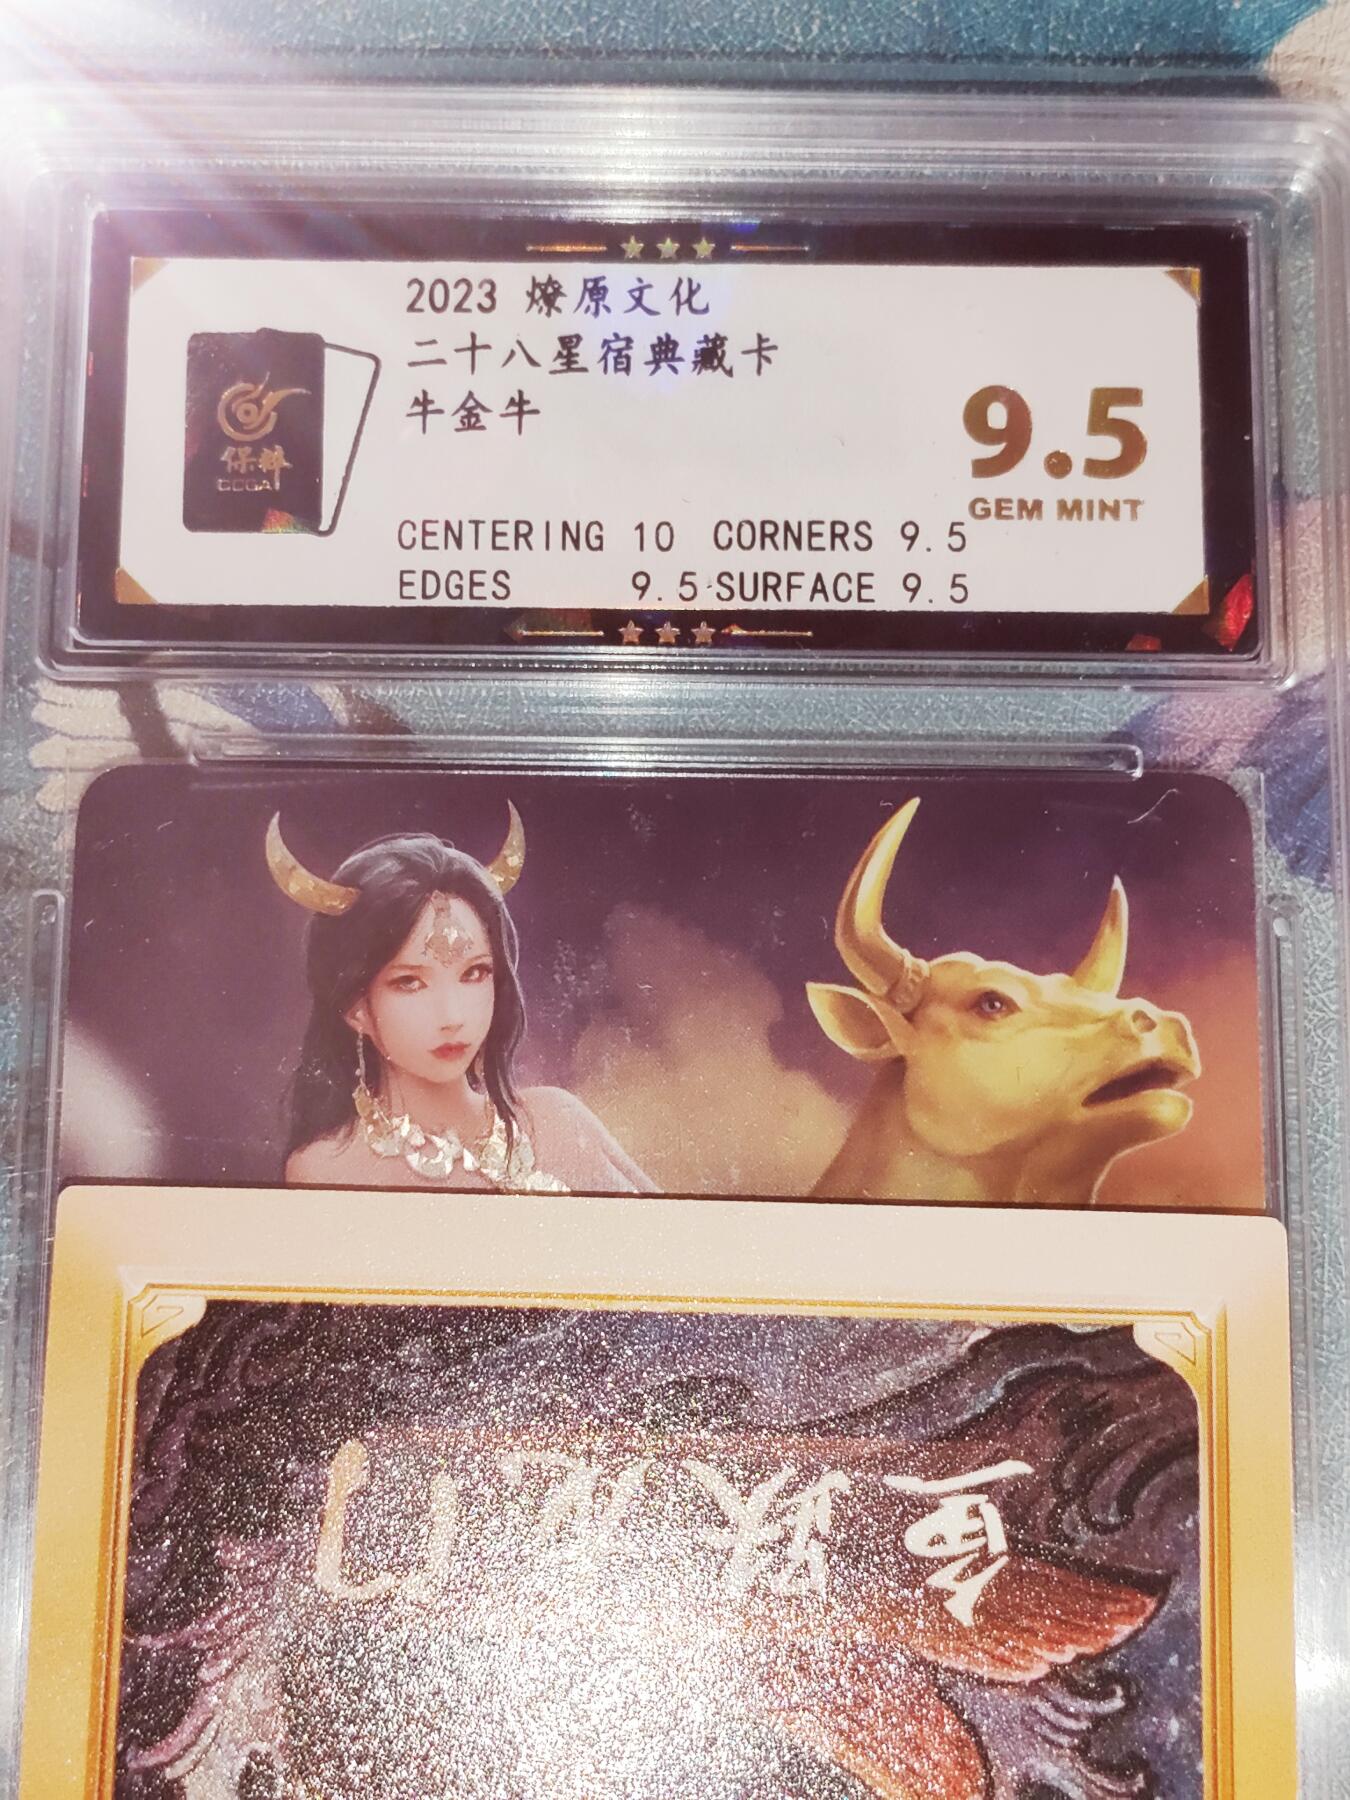 2023 燎原文化
二十八星宿典藏卡
牛金牛
保粹
CCGA
9.5
GEM MINT
CENTERING 10 CORNERS 9.5
EDGES 9.5 SURFACE 9.5